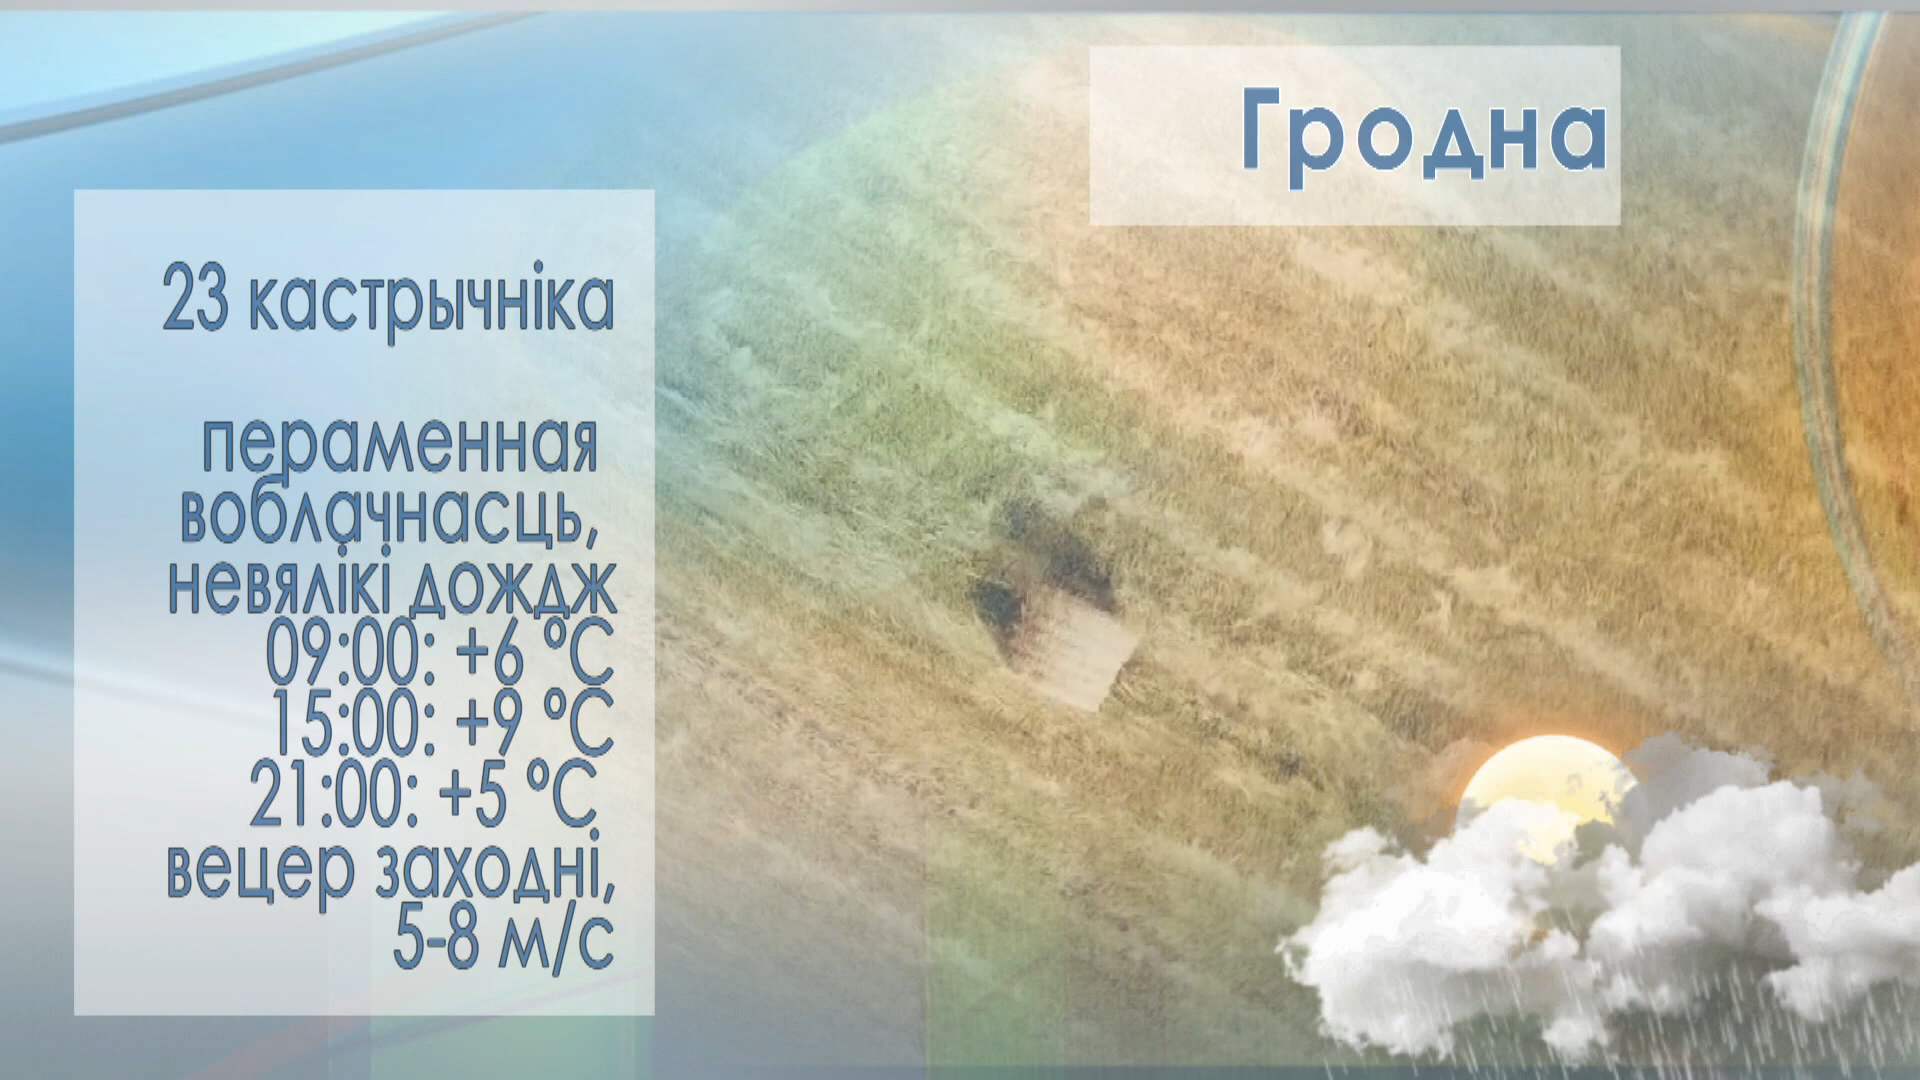 Гродна
23 кастрычніка
пераменная
воблачнасць,
невялікі дождж
09:00: +6 °C
15:00: +9 °C
21:00: +5 °C
вецер заходні,
5-8 м/с